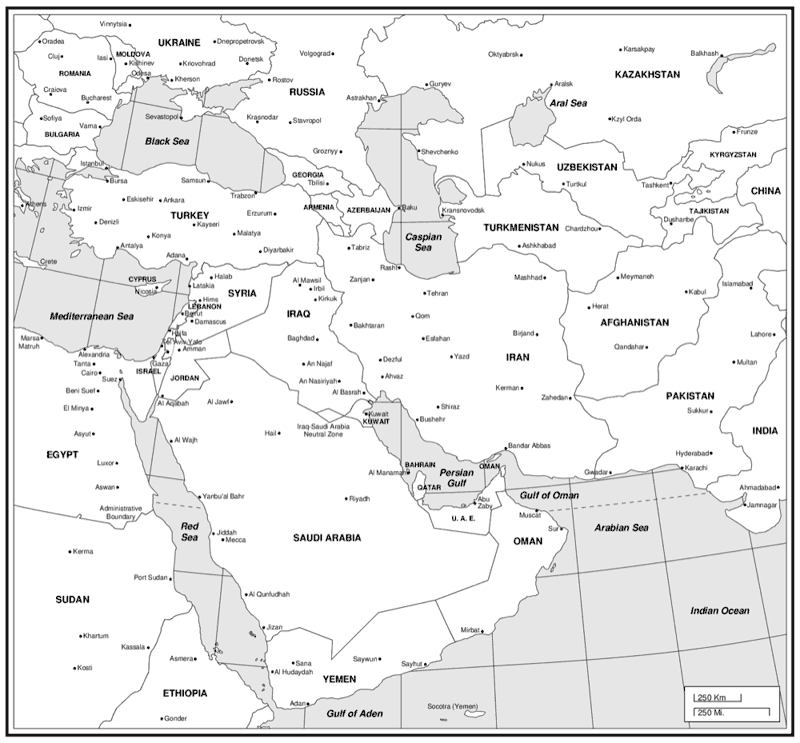 Vinnytsia
Oradea
UKRAINE
Dnepropetrovsk
Cluj
Iasi
MOLDOVA
Kishinev
Krivohrad
Donetsk
Volgograd
Oktyabrsk
Karsakpay
Balkhash
ROMANIA
Odesa
Kherson
Rostov
KAZAKHSTAN
Craiova
Bucharest
RUSSIA
Astrakhan
Guryev
Aralsk
Aral Sea
Sofiya
Varna
Sevastopol
Krasnodar
Stavropol
Kzyl Orda
BULGARIA
Black Sea
Frunze
Groznyy
Shevchenko
KYRGYZSTAN
Istanbul
Nukus
UZBEKISTAN
Bursa
Samsun
Trabzon
GEORGIA
Tbilisi
Turtkul
Tashkent
CHINA
Athens
Izmir
Eskisehir
Ankara
Erzurum
ARMENIA
AZERBAIJAN
Baku
Krasnovodsk
TAJIKISTAN
Dusharbe
Denizli
TURKEY
Kayseri
TURKMENISTAN
Chardzhou
Konya
Malatya
Caspian
Sea
Ashkhabad
Antalya
Adana
Diyarbakir
Tabriz
Crete
Rasht
CYPRUS
Nicosia
Halab
Latakia
SYRIA
Al Mawsil
Irbil
Kirkuk
Zanjan
Tehran
Mashhad
Meymaneh
Kabul
Islamabad
Hims
LEBANON
Beirut
Damascus
Mediterranean Sea
IRAQ
Qom
Herat
AFGHANISTAN
Bakhtaran
Birjand
Lahore
Marsa
Matruh
Haifa
Tel Aviv-Yafo
Amman
Baghdad
Esfahan
Qandahar
Alexandria
Tanta
Gaza
ISRAEL
Cairo
Suez
JORDAN
An Najaf
Dezful
Yazd
IRAN
Multan
An Nasiriyah
Ahvaz
Beni Suef
Al Basrah
Kerman
Zahedan
PAKISTAN
El Minya
Al Aqabah
Al Jawf
Kuwait
KUWAIT
Shiraz
Bushehr
Sukkur
Asyut
Al Wajh
Hail
Iraq-Saudi Arabia
Neutral Zone
INDIA
EGYPT
Bandar Abbas
Hyderabad
Luxor
BAHRAIN
Al Manamah
Persian
Gulf
OMAN
Gwadar
Karachi
Aswan
QATAR
Ahmadabad
Yanbu'al Bahr
Riyadh
Abu
Zaby
Gulf of Oman
Jamnagar
Administrative
Boundary
U. A. E.
Muscat
Red
Sea
Jiddah
Mecca
SAUDI ARABIA
OMAN
Sur
Arabian Sea
Kerma
Port Sudan
SUDAN
Al Qunfudhah
Indian Ocean
Jizan
Mirbat
Khartum
Kassala
Asmera
Sana
Saywun
Sayhut
Kosti
Al Hudaydah
YEMEN
ETHIOPIA
Adan
Gulf of Aden
Socotra (Yemen)
Gonder
250 Km
250 Mi.